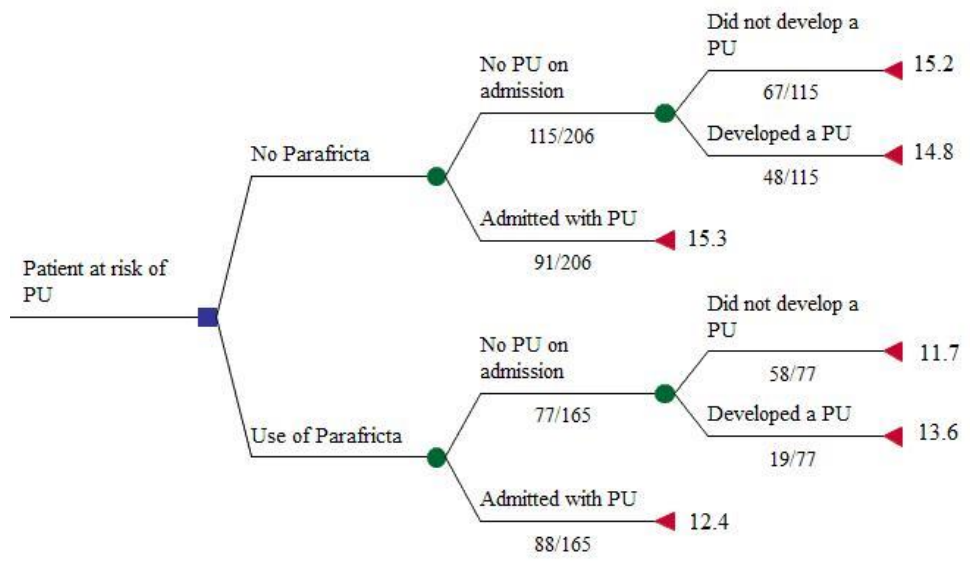 Did not develop a
PU
15.2
67/115
No PU on
admission
115/206
Developed a PU
14.8
48/115
No Parafricta
Admitted with PU
15.3
91/206
Patient at risk of
PU
Did not develop a
PU
11.7
58/77
No PU on
admission
77/165
Developed a PU
13.6
19/77
Use of Parafricta
Admitted with PU
12.4
88/165